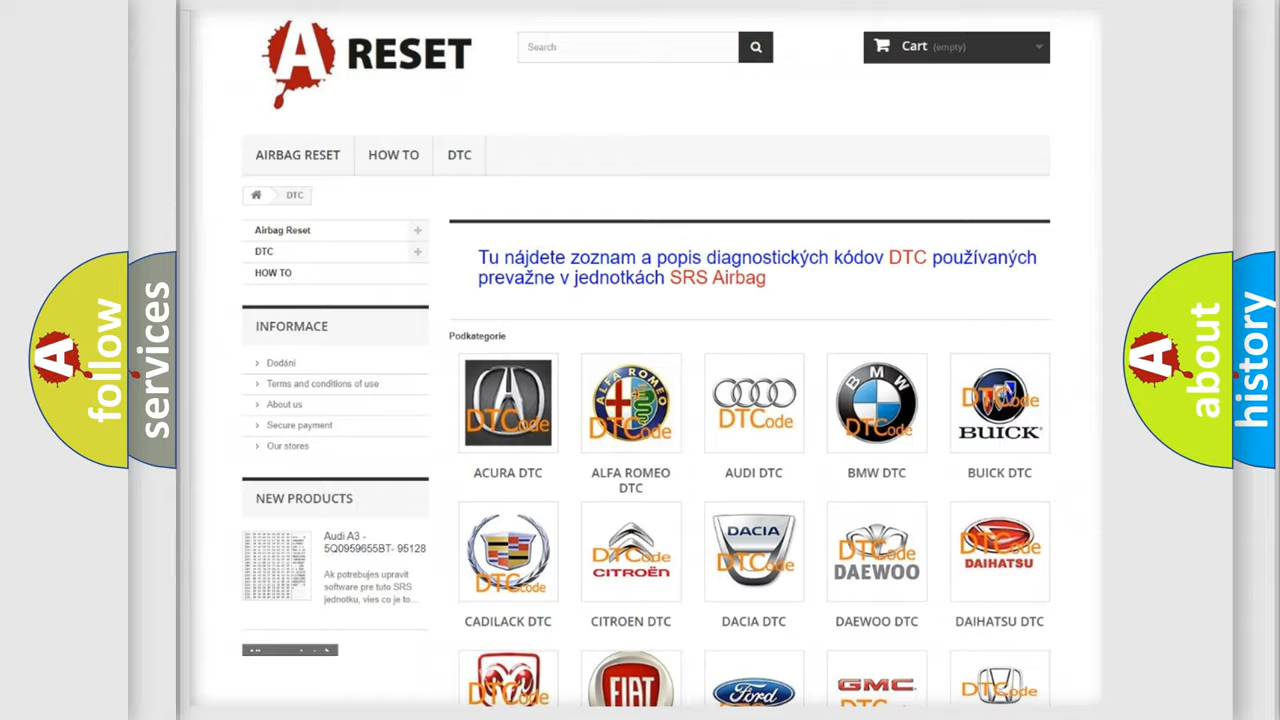 A RESET
Search
Cart (empty)
AIRBAG RESET
HOW TO
DTC
DTC
Airbag Reset
DTC
HOW TO
INFORMACE
Dodání
Terms and conditions of use
About us
Secure payment
Our stores
NEW PRODUCTS
Audi A3 -
5Q0959655BT- 95128
Ak potrebujes upravit
software pre tuto SRS
jednotku, vies co je to...
Tu nájdete zoznam a popis diagnostických kódov DTC používaných
prevažne v jednotkách SRS Airbag
Podkategorie
DTCode
ALFA ROMEO
DTCode
DTCode
BMW
DTCode
DTCode
BUICK
ACURA DTC
ALFA ROMEO
DTC
AUDI DTC
BMW DTC
BUICK DTC
DTCode
DTCode
CITROËN
DACIA
DTCode
DTCode
DAEWOO
DTCode
DAIHATSU
CADILACK DTC
CITROEN DTC
DACIA DTC
DAEWOO DTC
DAIHATSU DTC
DTCode
FIAT
Ford
GMC
DTCode
A follow
services
A about
history